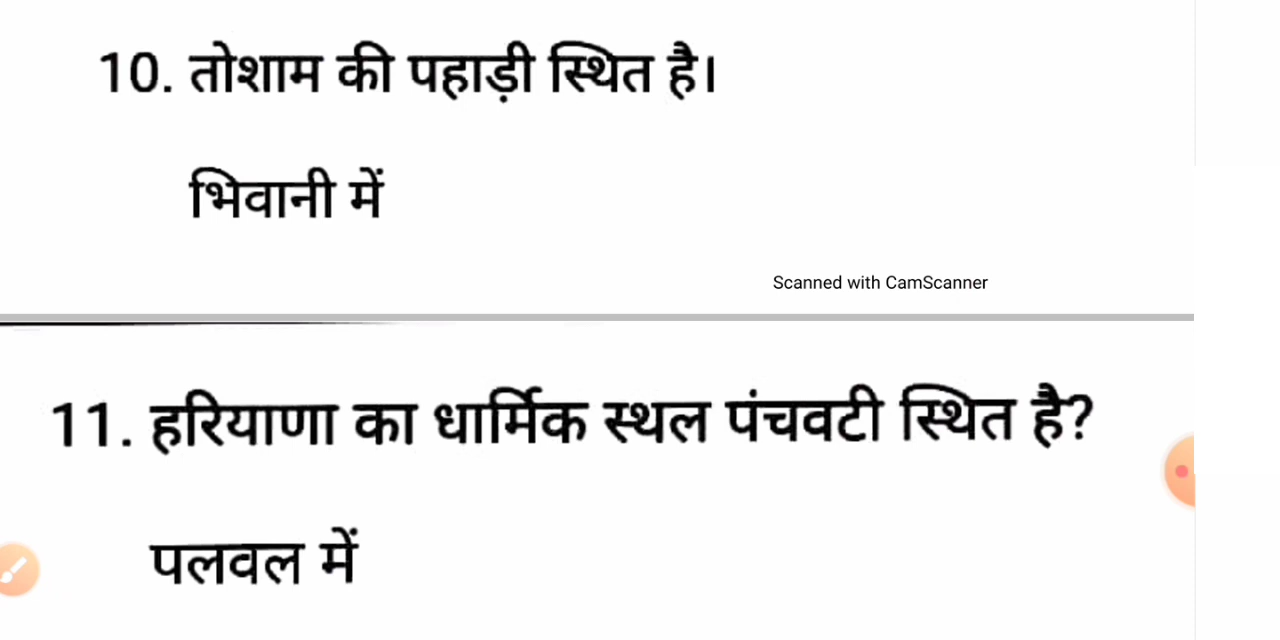 10. तोशाम की पहाड़ी स्थित है।
भिवानी में
Scanned with CamScanner
11. हरियाणा का धार्मिक स्थल पंचवटी स्थित है?
पलवल में